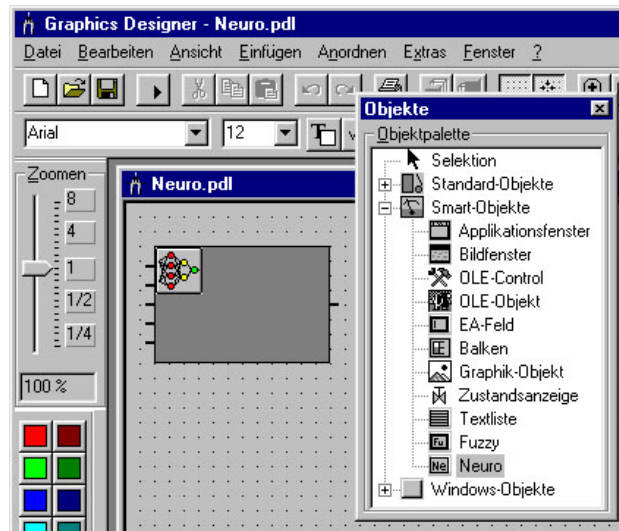 Graphics Designer - Neuro.pdl
Datei Bearbeiten Ansicht Einfügen Anordnen Extras Fenster ?
Arial 12
Objekte
Objektpalette
Selektion
Standard-Objekte
Smart-Objekte
Applikationsfenster
Bildfenster
OLE-Control
OLE-Objekt
EA-Feld
Balken
Graphik-Objekt
Zustandsanzeige
Textliste
Fu Fuzzy
Ne Neuro
Windows-Objekte
Zoomen
8
4
1
1/2
1/4
100 %
Neuro.pdl